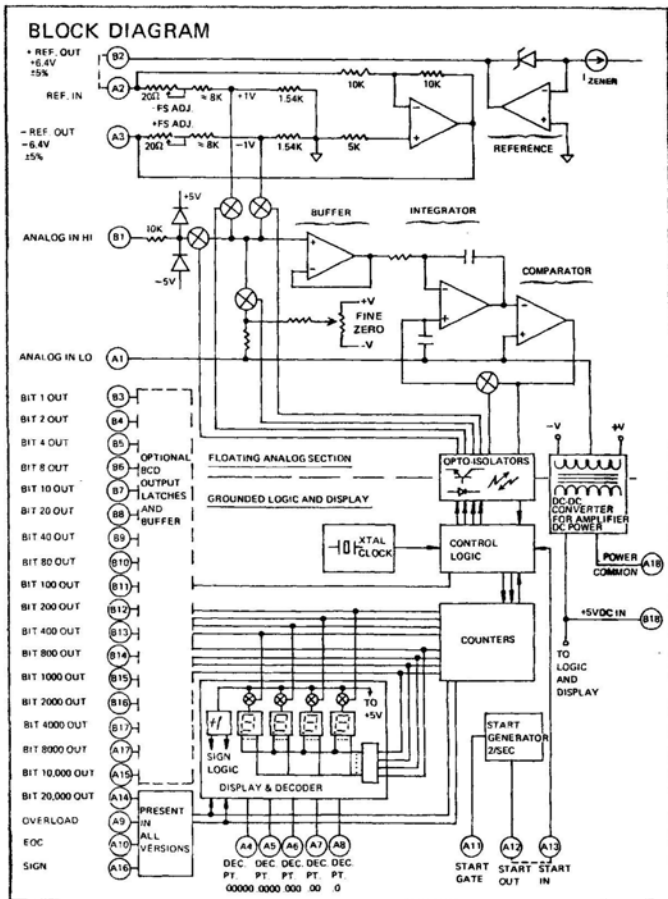 BLOCK DIAGRAM
+ REF. OUT
+6.4V
±5%
B2
REF. IN
A2
20Ω
≈ 8K
+1V
1.54K
10K
10K
I ZENER
-FS ADJ.
+FS ADJ.
REFERENCE
- REF. OUT
-6.4V
±5%
A3
20Ω
≈ 8K
-1V
1.54K
5K
+5V
BUFFER
INTEGRATOR
ANALOG IN HI
B1
10K
-5V
COMPARATOR
+V
FINE
ZERO
-V
ANALOG IN LO
A1
BIT 1 OUT
B3
BIT 2 OUT
B4
BIT 4 OUT
B5
BIT 8 OUT
B6
BIT 10 OUT
B7
BIT 20 OUT
B8
BIT 40 OUT
B9
BIT 80 OUT
B10
BIT 100 OUT
B11
BIT 200 OUT
B12
BIT 400 OUT
B13
BIT 800 OUT
B14
BIT 1000 OUT
B15
BIT 2000 OUT
B16
BIT 4000 OUT
B17
BIT 8000 OUT
A17
BIT 10,000 OUT
A15
BIT 20,000 OUT
A14
OVERLOAD
A9
EOC
A10
SIGN
A16
OPTIONAL
BCD
OUTPUT
LATCHES
AND
BUFFER
PRESENT
IN
ALL
VERSIONS
FLOATING ANALOG SECTION
GROUNDED LOGIC AND DISPLAY
OPTO-ISOLATORS
-V
+V
DC-DC
CONVERTER
FOR AMPLIFIER
DC POWER
XTAL
CLOCK
CONTROL
LOGIC
POWER
COMMON
A18
COUNTERS
+5VDC IN
B18
TO
LOGIC
AND
DISPLAY
TO
+5V
+1
SIGN
LOGIC
DISPLAY & DECODER
START
GENERATOR
2/SEC
A4
A5
A6
A7
A8
DEC.
PT.
.00000
DEC.
PT.
.0000
DEC.
PT.
.000
DEC.
PT.
.00
DEC.
PT.
.0
A11
START
GATE
A12
START
OUT
A13
START
IN